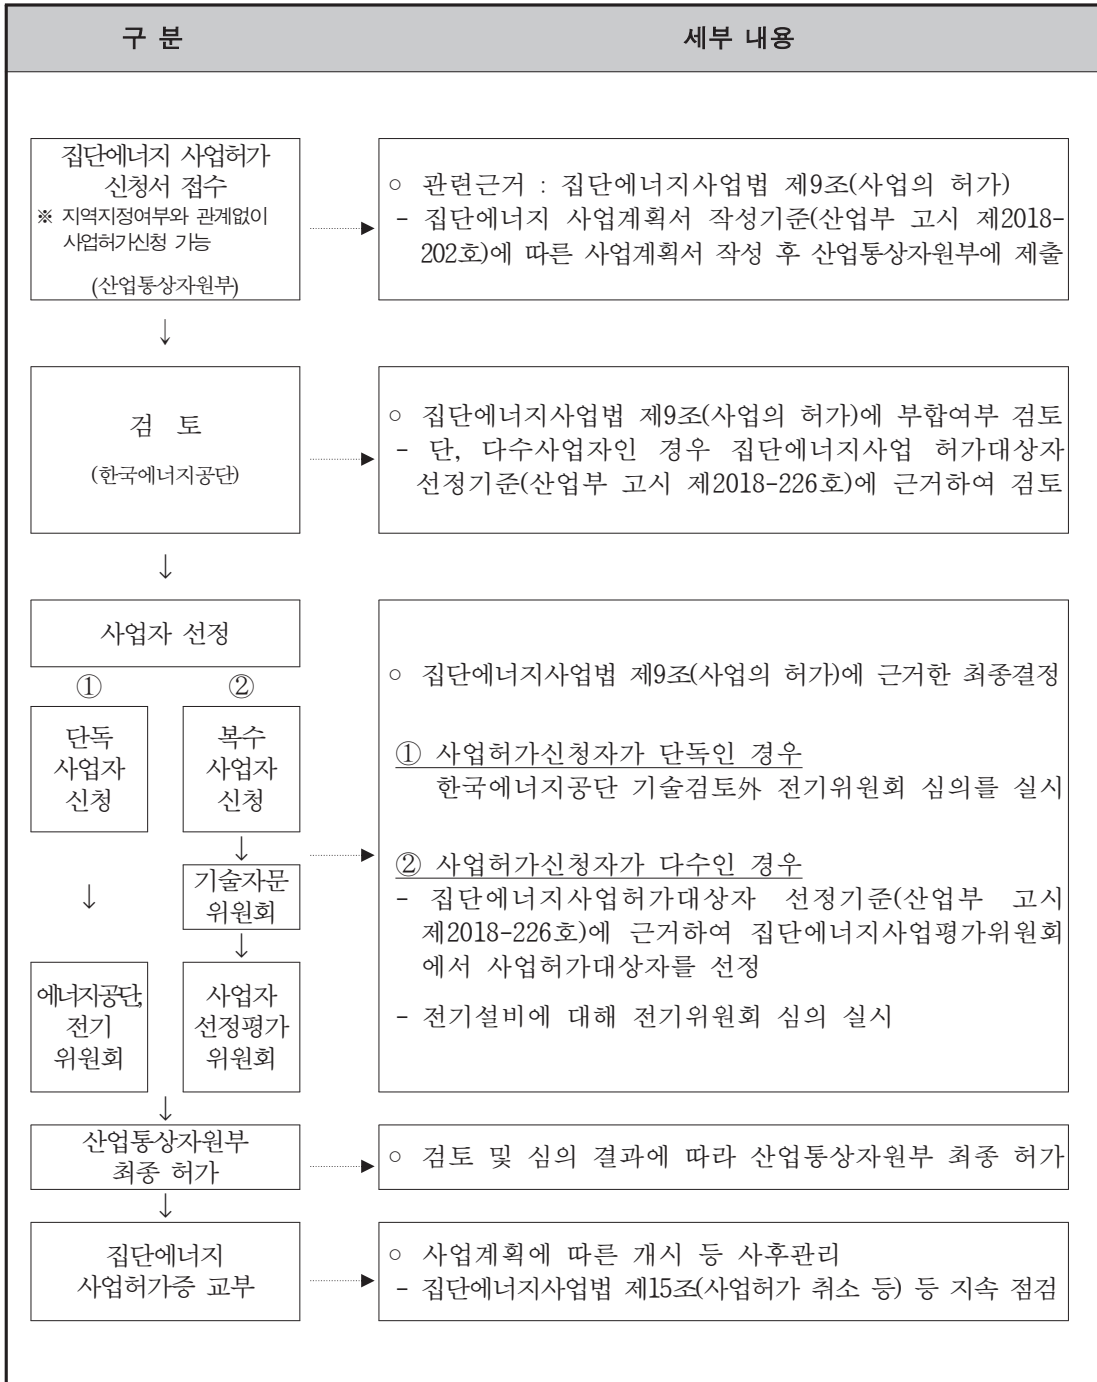 구 분
세부 내용
집단에너지 사업허가
신청서 접수
※ 지역지정여부와 관계없이
사업허가신청 가능
(산업통상자원부)
○ 관련근거 : 집단에너지사업법 제9조(사업의 허가)
- 집단에너지 사업계획서 작성기준(산업부 고시 제2018-
202호)에 따른 사업계획서 작성 후 산업통상자원부에 제출
↓
검 토
(한국에너지공단)
○ 집단에너지사업법 제9조(사업의 허가)에 부합여부 검토
- 단, 다수사업자인 경우 집단에너지사업 허가대상자
선정기준(산업부 고시 제2018-226호)에 근거하여 검토
↓
사업자 선정
① ②
단독
사업자
신청
복수
사업자
신청
↓
기술자문
위원회
↓
↓
에너지공단,
전기
위원회
사업자
선정평가
위원회
○ 집단에너지사업법 제9조(사업의 허가)에 근거한 최종결정
① 사업허가신청자가 단독인 경우
한국에너지공단 기술검토外 전기위원회 심의를 실시
② 사업허가신청자가 다수인 경우
- 집단에너지사업허가대상자 선정기준(산업부 고시
제2018-226호)에 근거하여 집단에너지사업평가위원회
에서 사업허가대상자를 선정
- 전기설비에 대해 전기위원회 심의 실시
↓
산업통상자원부
최종 허가
○ 검토 및 심의 결과에 따라 산업통상자원부 최종 허가
↓
집단에너지
사업허가증 교부
○ 사업계획에 따른 개시 등 사후관리
- 집단에너지사업법 제15조(사업허가 취소 등) 등 지속 점검